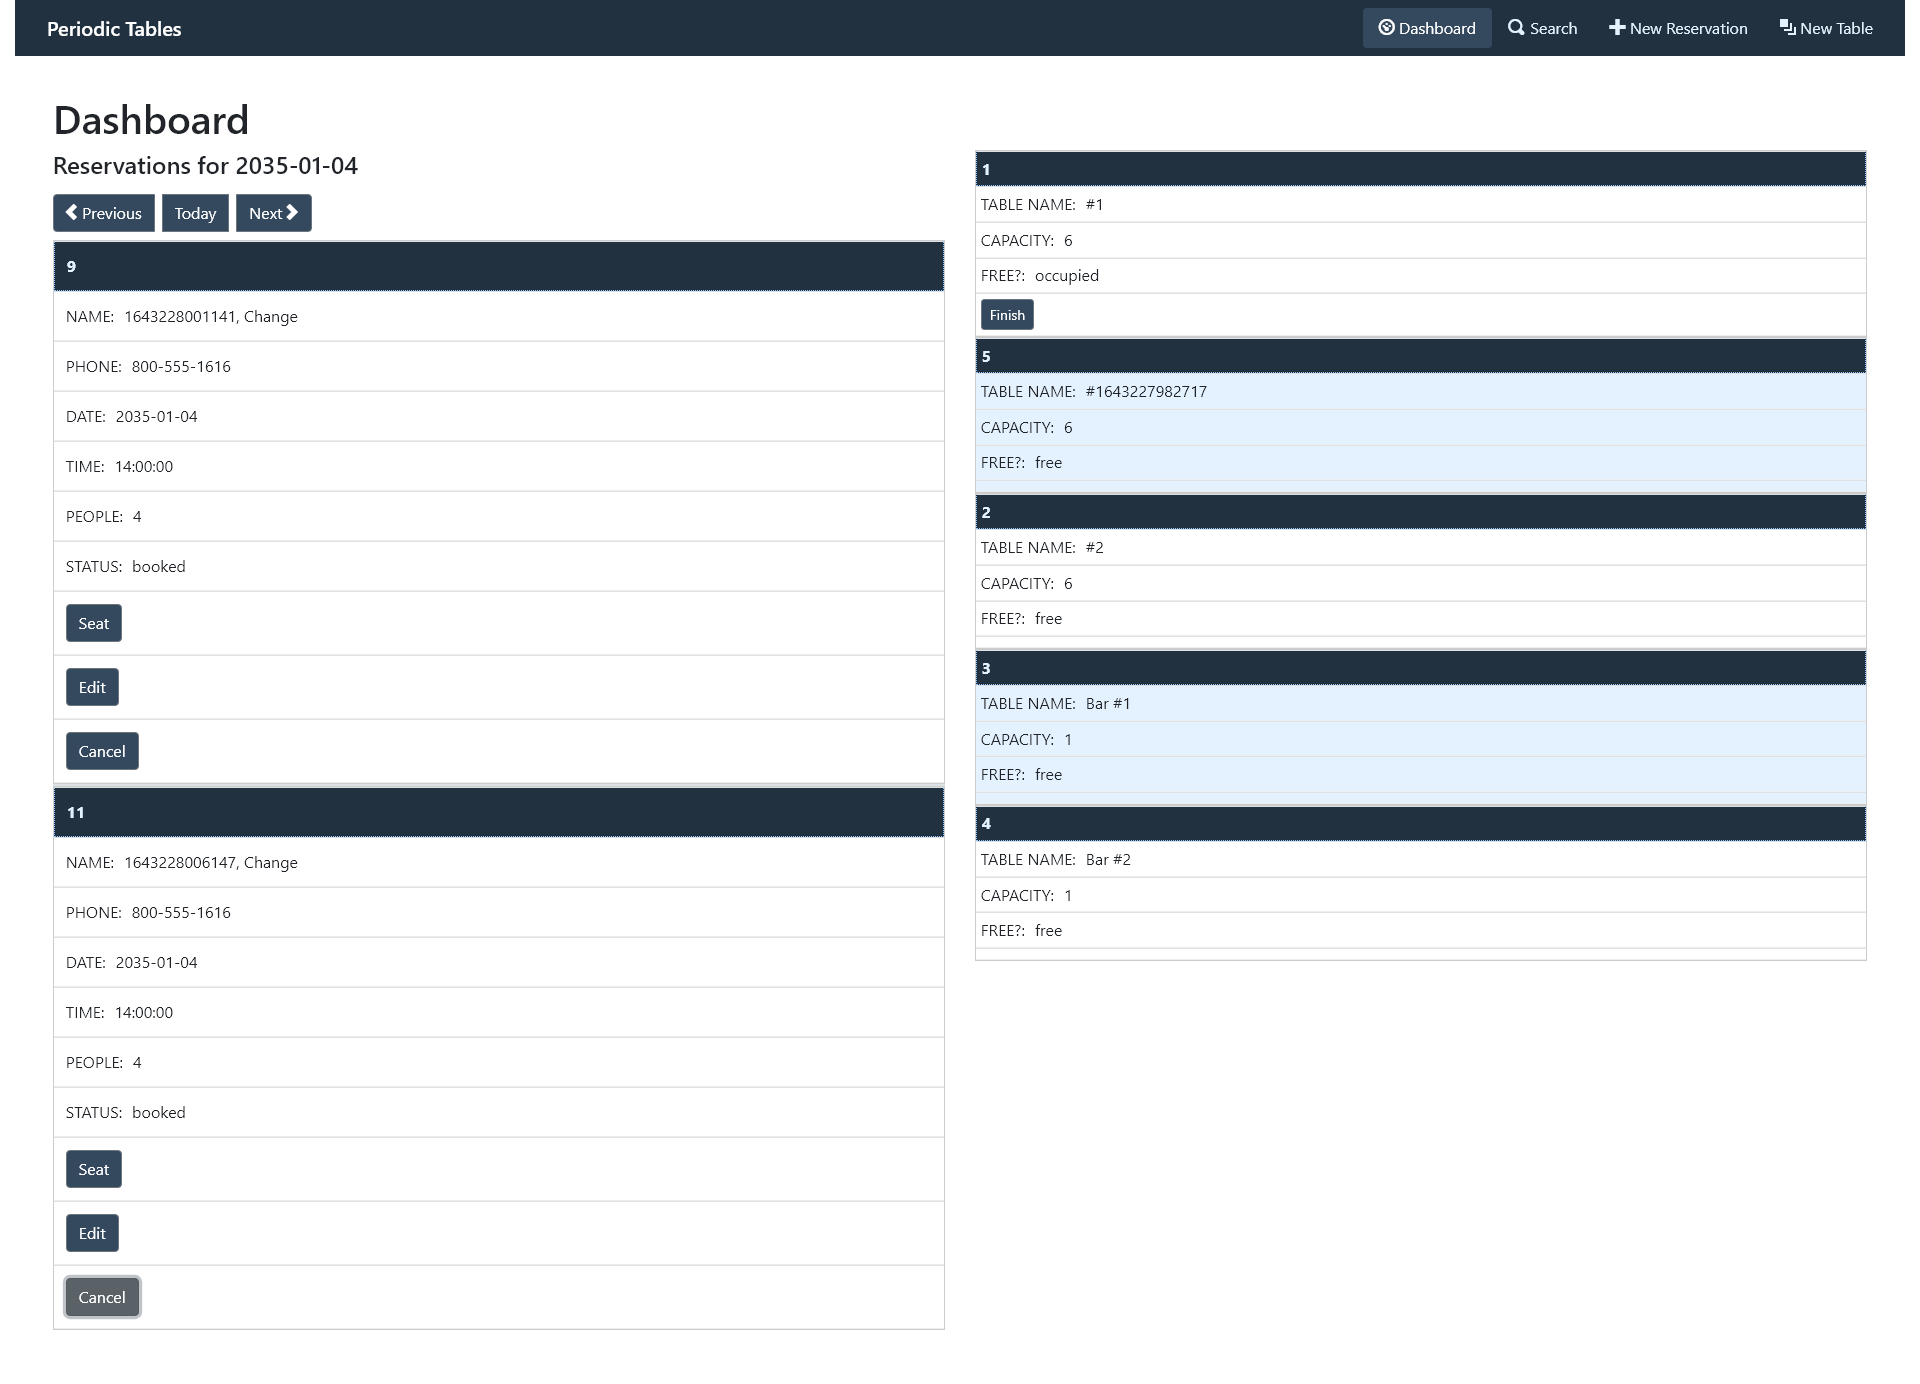 Periodic Tables
Dashboard
Search
New Reservation
New Table
Dashboard
Reservations for 2035-01-04
Previous
Today
Next
9
NAME: 1643228001141, Change
PHONE: 800-555-1616
DATE: 2035-01-04
TIME: 14:00:00
PEOPLE: 4
STATUS: booked
Seat
Edit
Cancel
11
NAME: 1643228006147, Change
PHONE: 800-555-1616
DATE: 2035-01-04
TIME: 14:00:00
PEOPLE: 4
STATUS: booked
Seat
Edit
Cancel
1
TABLE NAME: #1
CAPACITY: 6
FREE?: occupied
Finish
5
TABLE NAME: #1643227982717
CAPACITY: 6
FREE?: free
2
TABLE NAME: #2
CAPACITY: 6
FREE?: free
3
TABLE NAME: Bar #1
CAPACITY: 1
FREE?: free
4
TABLE NAME: Bar #2
CAPACITY: 1
FREE?: free